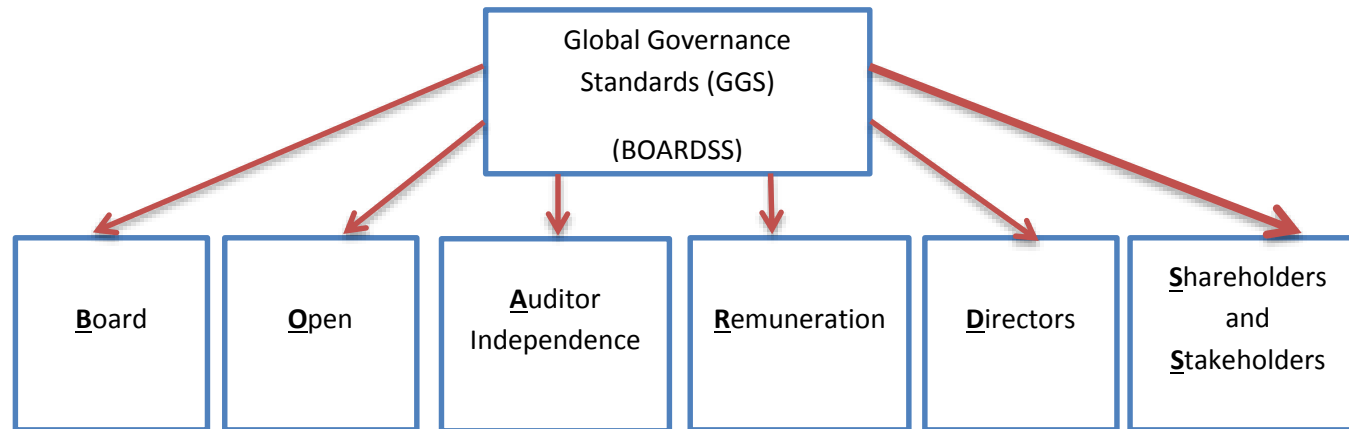 Global Governance
Standards (GGS)
(BOARDSS)
Board
Open
Auditor
Independence
Remuneration
Directors
Shareholders
and
Stakeholders